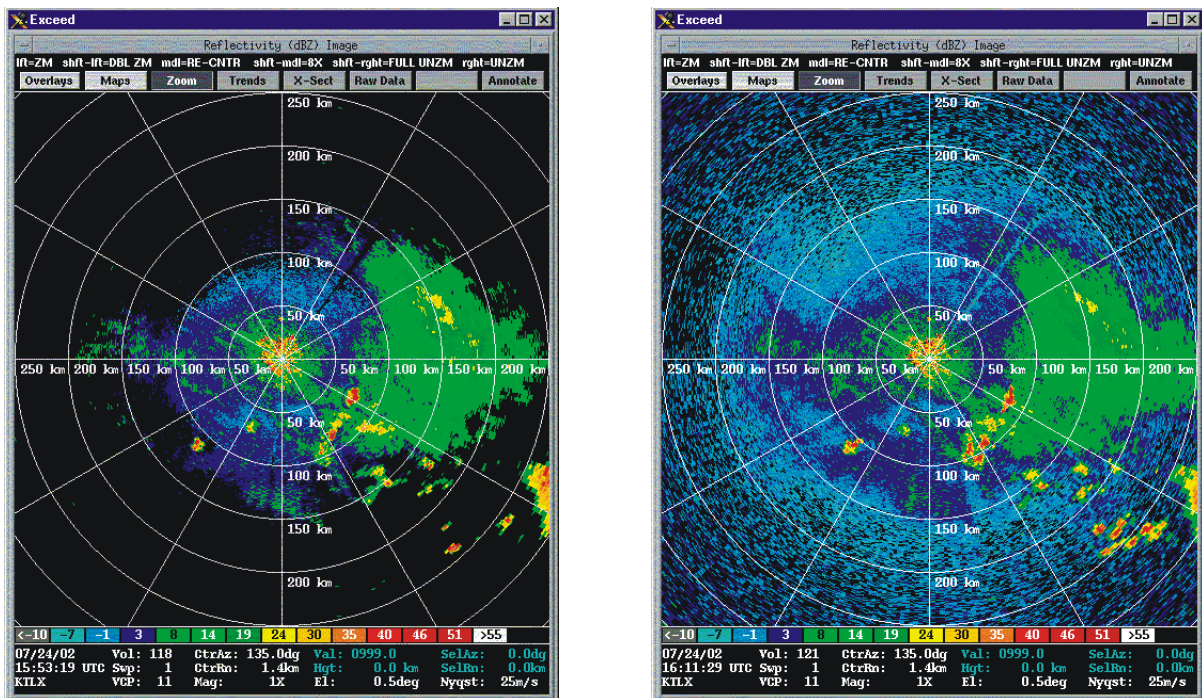 Exceed
Reflectivity (dBZ) Image
lft=ZM shft-lft=DBL ZM mdl=RE-CNTR shft-mdl=8X shft-rght=FULL UNZM rght=UNZM
Overlays Maps Zoom Trends X-Sect Raw Data Annotate
250 km
200 km
150 km
100 km
50 km
250 km 200 km 150 km 100 km 50 km 50 km 100 km 150 km 200 km
50 km
100 km
150 km
200 km
<-10 -7 -1 3 8 14 19 24 30 35 40 46 51 >55
07/24/02 Vol: 118 CtrAz: 135.0dg Val: 0999.0 SelAz: 0.0dg
15:53:19 UTC Swp: 1 CtrRn: 1.4km Hgt: 0.0 km SelRn: 0.0km
KTLX VCP: 11 Mag: 1X El: 0.5deg Nyqst: 25m/s
Exceed
Reflectivity (dBZ) Image
lft=ZM shft-lft=DBL ZM mdl=RE-CNTR shft-mdl=8X shft-rght=FULL UNZM rght=UNZM
Overlays Maps Zoom Trends X-Sect Raw Data Annotate
250 km
200 km
150 km
100 km
50 km
250 km 200 km 150 km 100 km 50 km 50 km 100 km 150 km 200 km
50 km
100 km
150 km
200 km
<-10 -7 -1 3 8 14 19 24 30 35 40 46 51 >55
07/24/02 Vol: 121 CtrAz: 135.0dg Val: 0999.0 SelAz: 0.0dg
16:11:29 UTC Swp: 1 CtrRn: 1.4km Hgt: 0.0 km SelRn: 0.0km
KTLX VCP: 11 Mag: 1X El: 0.5deg Nyqst: 25m/s